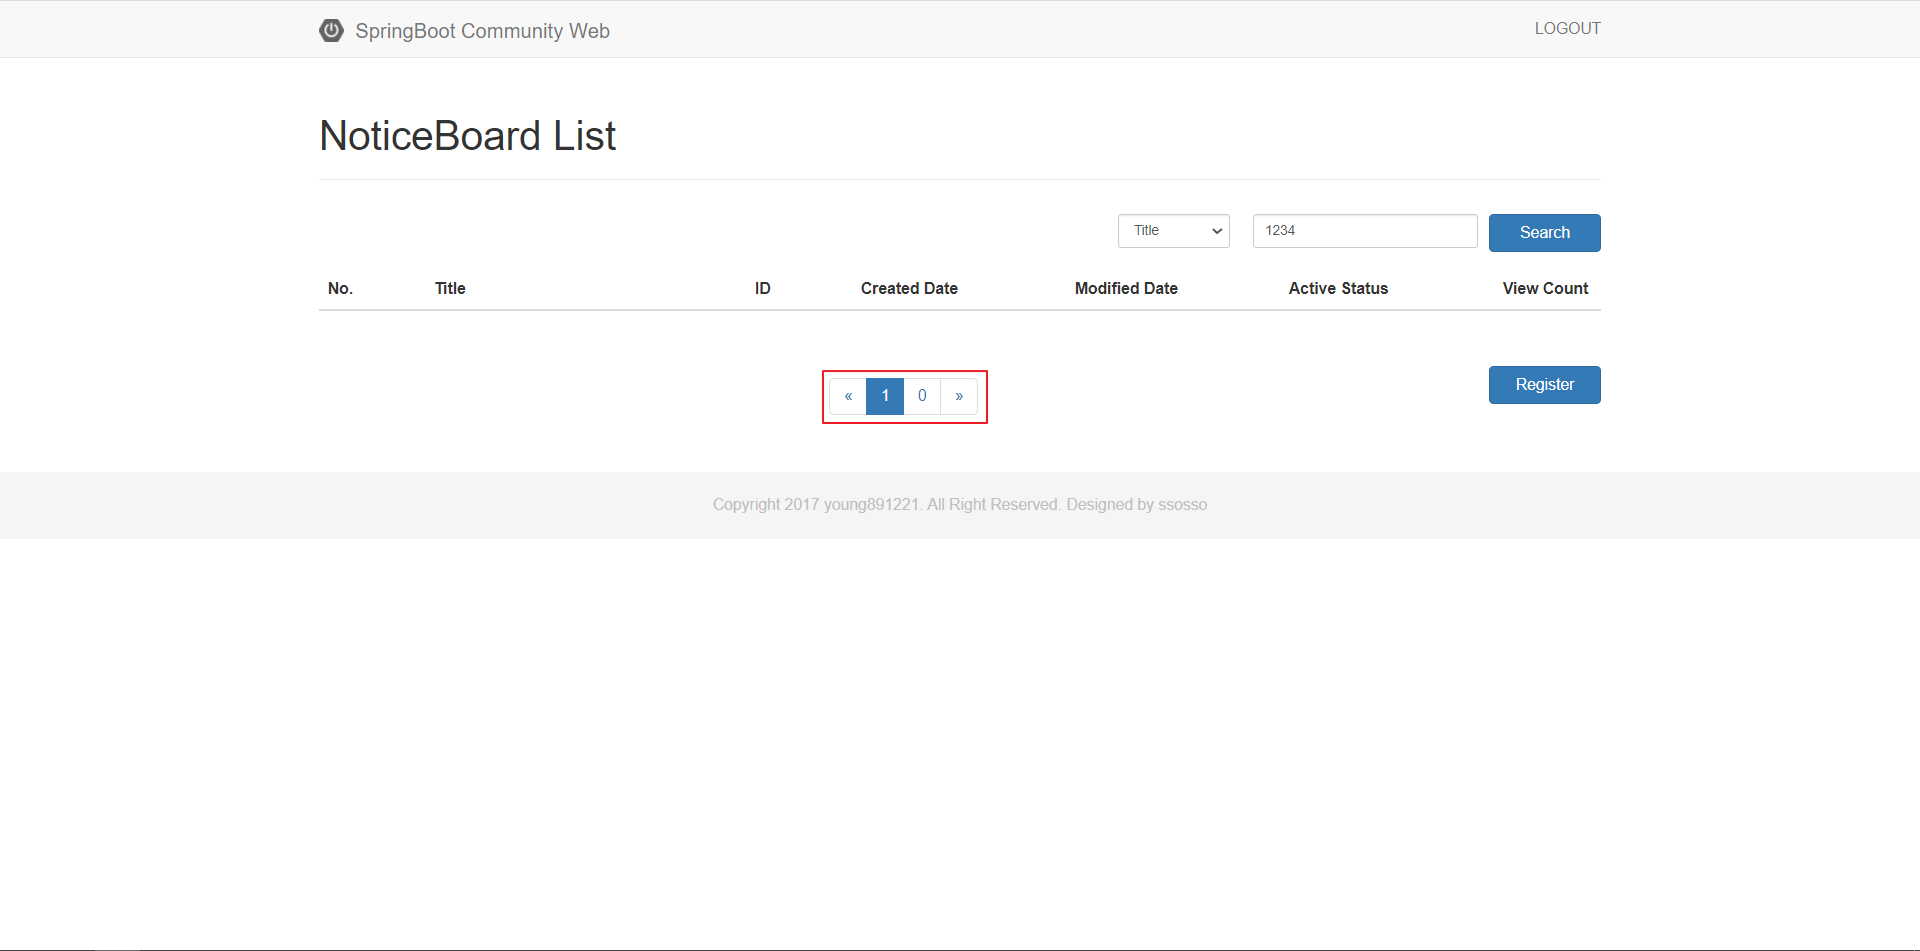 SpringBoot Community Web
LOGOUT
NoticeBoard List
Title
1234
Search
No. Title ID Created Date Modified Date Active Status View Count
« 1 0 »
Register
Copyright 2017 young891221. All Right Reserved. Designed by ssosso